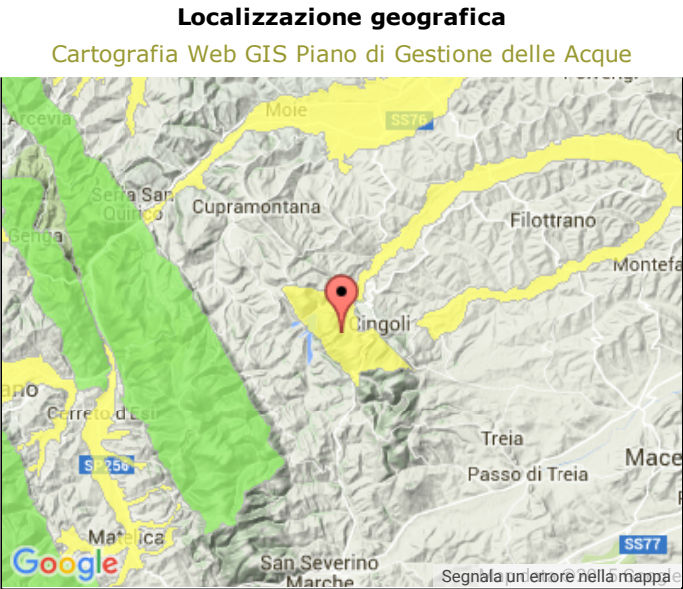 Localizzazione geografica
Cartografia Web GIS Piano di Gestione delle Acque
Arcevia
Moie
SS76
Serra San
Quirico
Cupramontana
Genga
Filottrano
Montefa
Cingoli
ano
Cerreto d'Esi
Treia
SP256
Mace
Passo di Treia
Matelica
SS77
Google
San Severino
Marche
Segnala un errore nella mappa